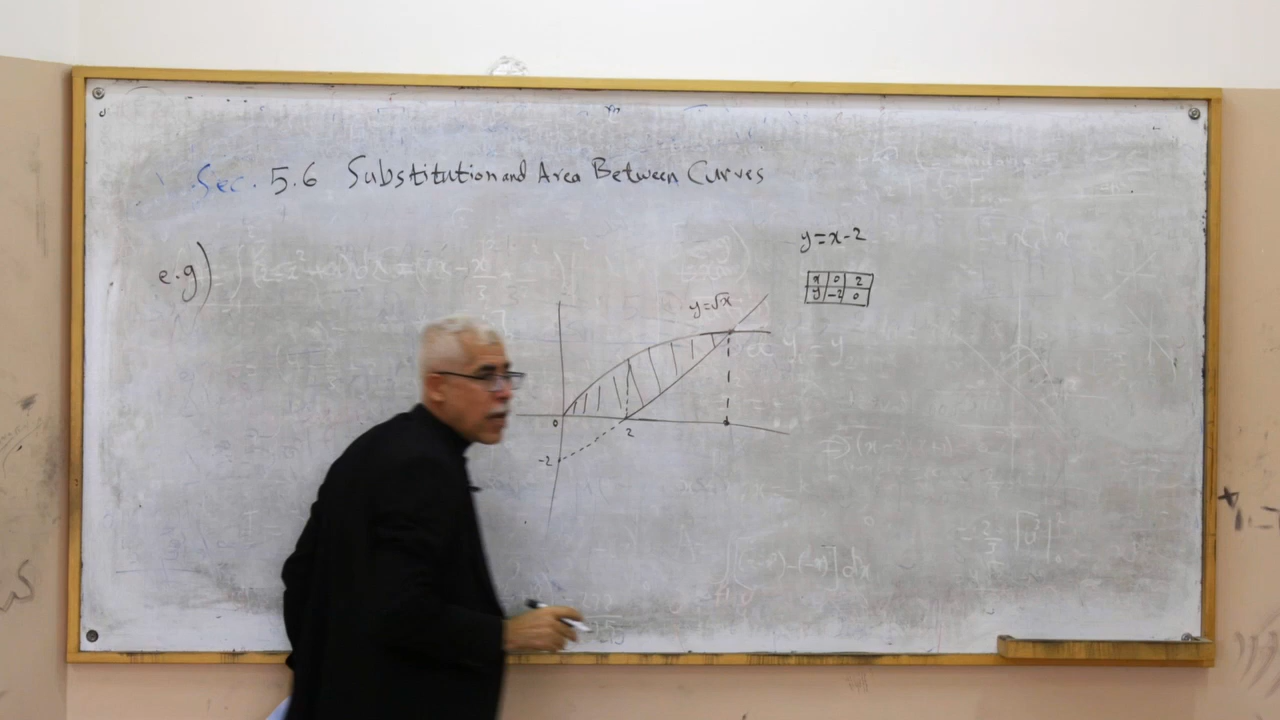 Sec. 5.6 Substitution and Area Between Curves
e.g)
y=x-2
x 0 2
y -2 0
y=√x
0
2
-2